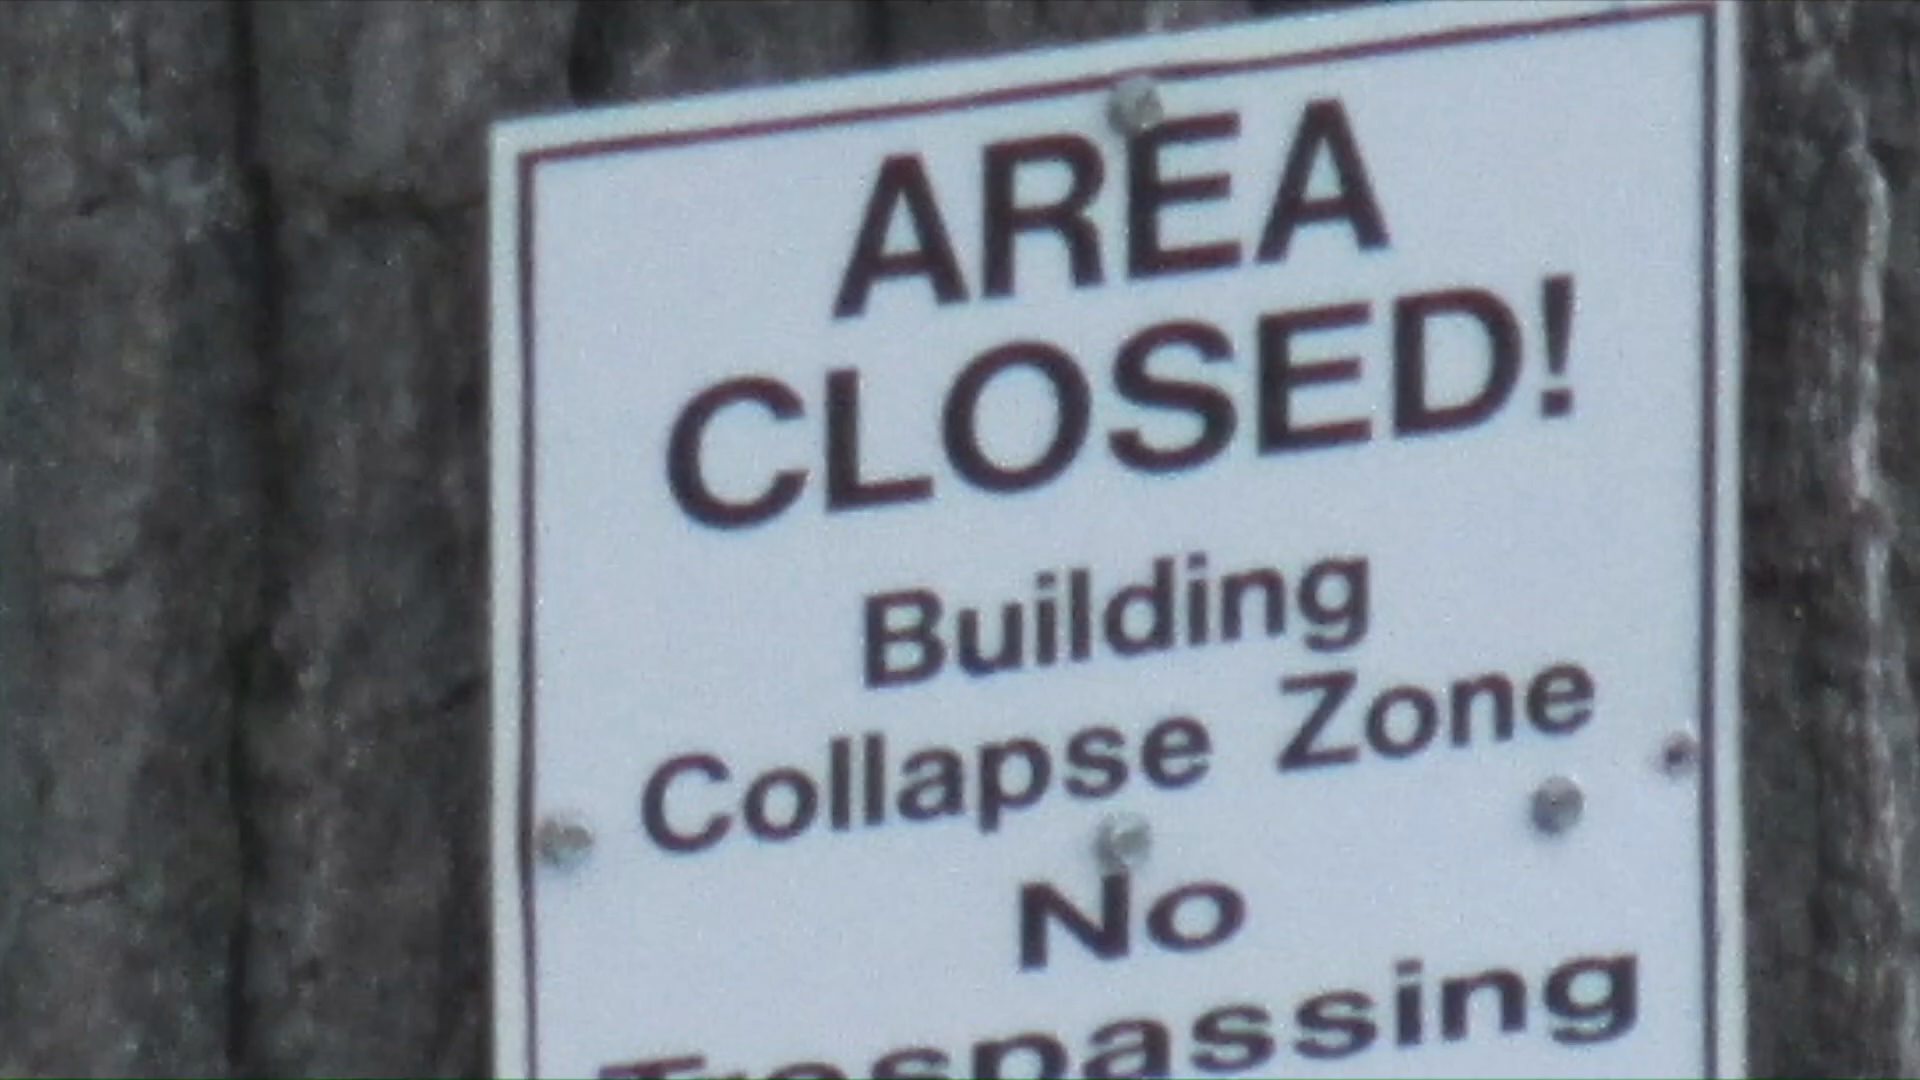 AREA
CLOSED!
Building
Collapse Zone
No
Trespassing